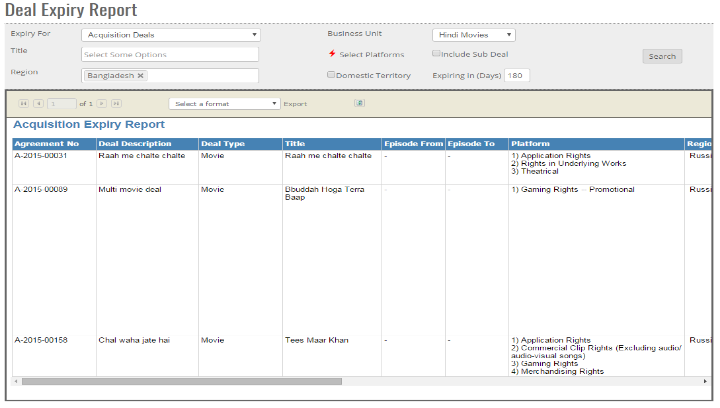 Deal Expiry Report
Expiry For Acquisition Deals Business Unit Hindi Movies
Title Select Some Options Select Platforms Include Sub Deal Search
Region Bangladesh × Domestic Territory Expiring In (Days) 180
1 of 1 Select a format Export
Acquisition Expiry Report
Agreement No Deal Description Deal Type Title Episode From Episode To Platform Regio
A-2015-00031 Raah me chalte chalte Movie Raah me chalte chalte - - 1) Application Rights Russi
2) Rights in Underlying Works
3) Theatrical
A-2015-00089 Multi movie deal Movie Bbuddah Hoga Terra - - 1) Gaming Rights -- Promotional Russi
Baap
A-2015-00158 Chal waha jate hai Movie Tees Maar Khan - - 1) Application Rights Russi
2) Commercial Clip Rights (Excluding audio/
audio-visual songs)
3) Gaming Rights
4) Merchandising Rights